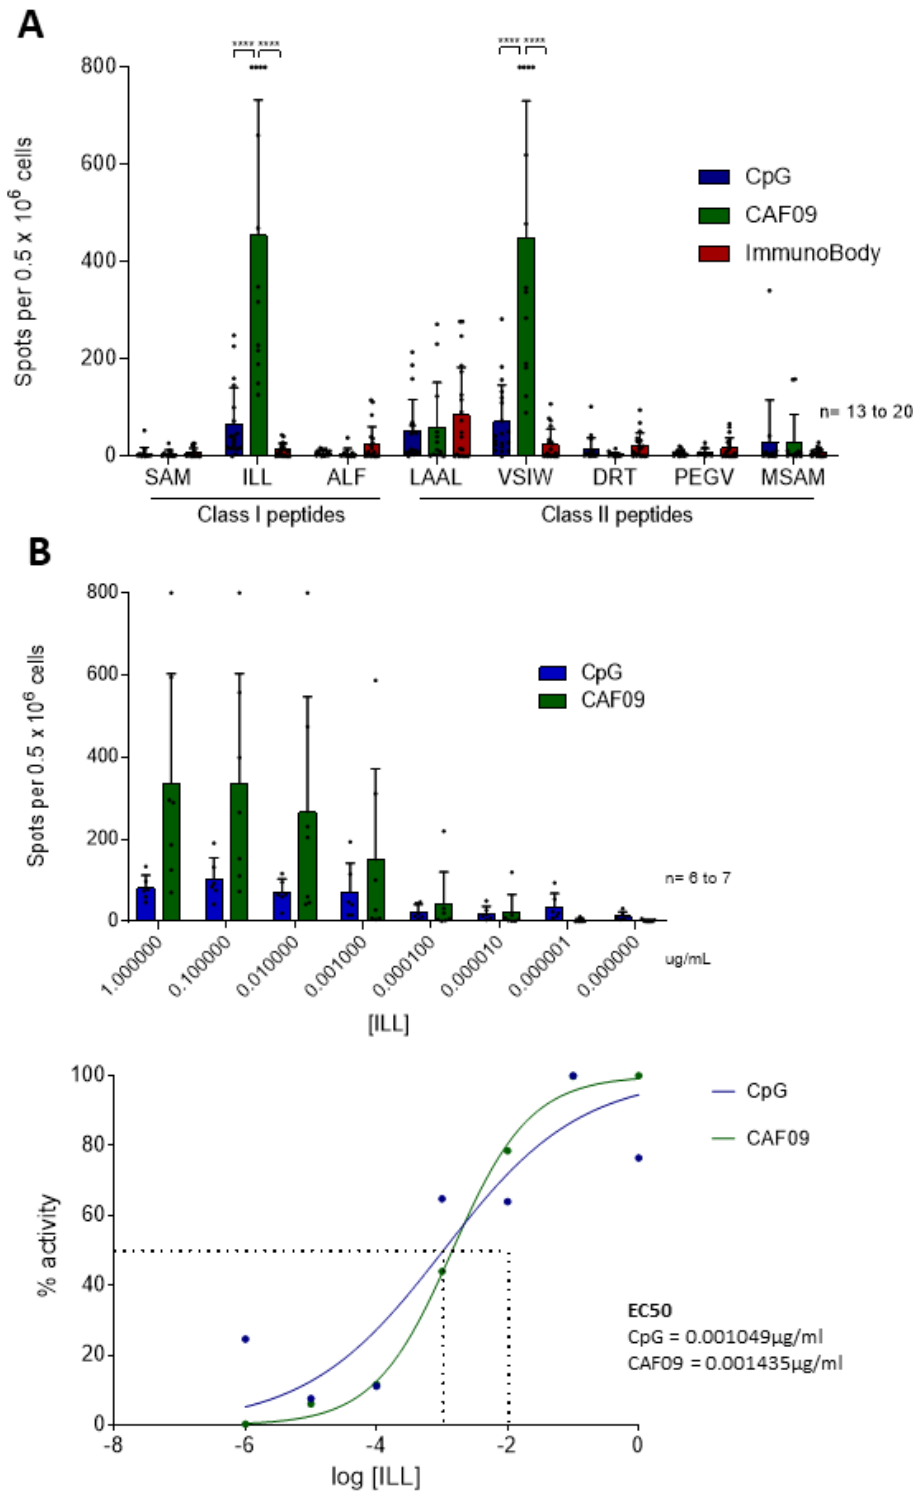 A
**** ****
****
**** ****
****
800
600
400
200
0
Spots per 0.5 x 10⁶ cells
CpG
CAF09
ImmunoBody
n= 13 to 20
SAM ILL ALF LAAL VSIW DRT PEGV MSAM
Class I peptides Class II peptides
B
800
600
400
200
0
Spots per 0.5 x 10⁶ cells
CpG
CAF09
n= 6 to 7
1.000000 0.100000 0.010000 0.001000 0.000100 0.000010 0.000001 0.000000
ug/mL
[ILL]
100
80
60
40
20
0
% activity
CpG
CAF09
EC50
CpG = 0.001049µg/ml
CAF09 = 0.001435µg/ml
-8 -6 -4 -2 0
log [ILL]